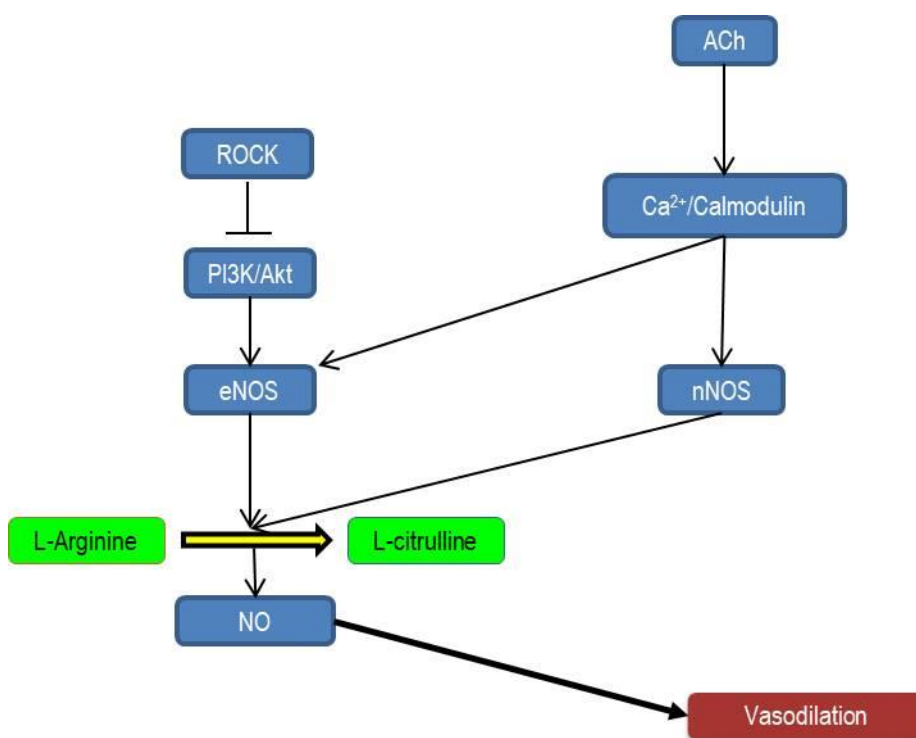 ACh
ROCK
Ca²⁺/Calmodulin
PI3K/Akt
eNOS
nNOS
L-Arginine
L-citrulline
NO
Vasodilation